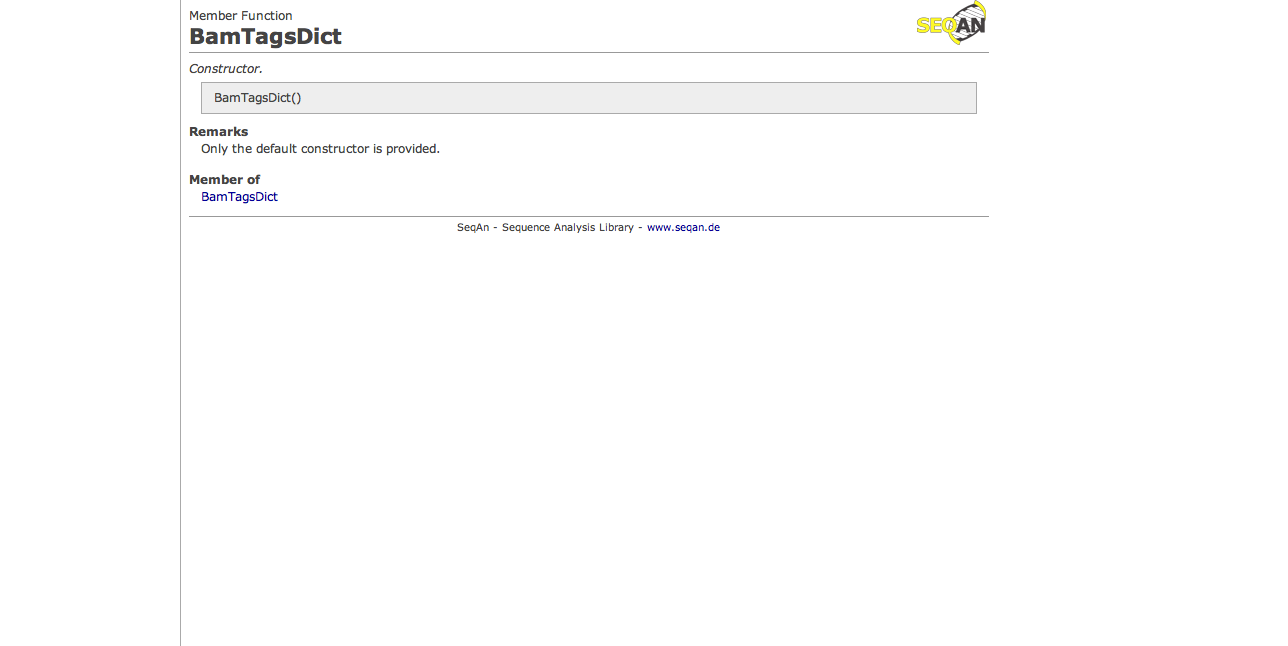 Member Function
BamTagsDict
SEQAN
Constructor.
BamTagsDict()
Remarks
Only the default constructor is provided.
Member of
BamTagsDict
SeqAn - Sequence Analysis Library - www.seqan.de